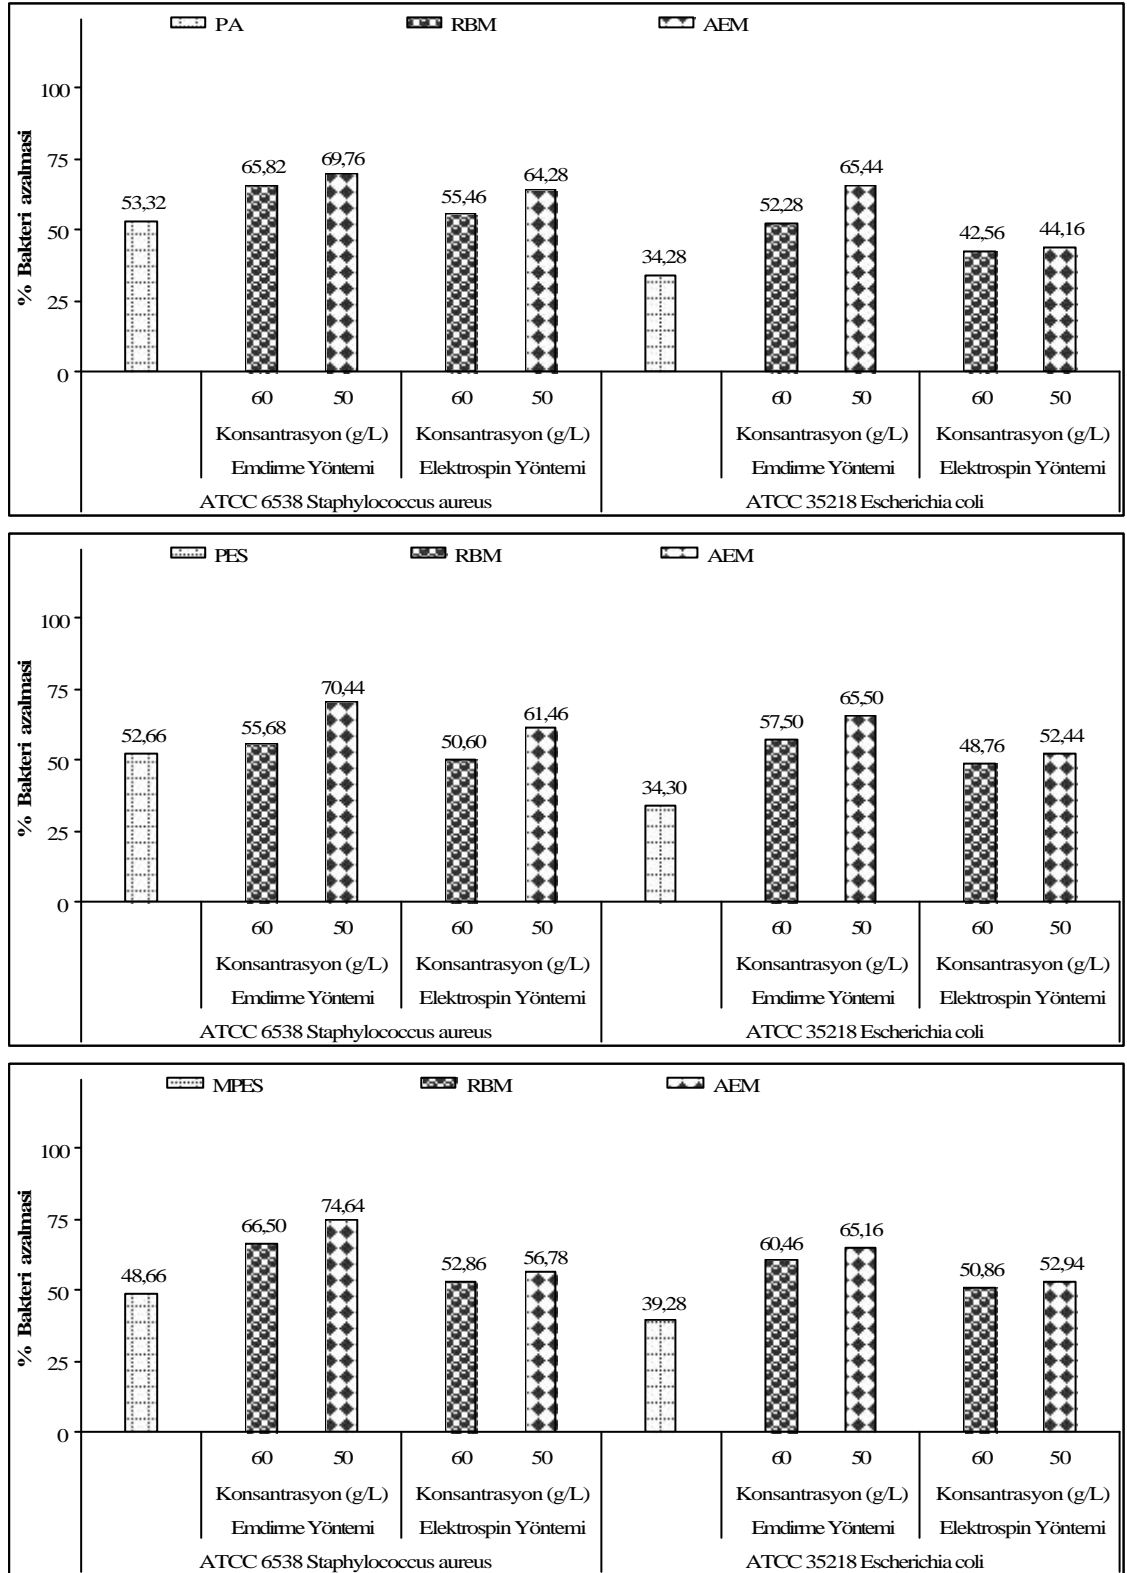 PA RBM AEM
% Bakteri azalmasi
100
75
50
25
0
53,32 65,82 69,76 55,46 64,28 34,28 52,28 65,44 42,56 44,16
60 50 60 50 60 50 60 50
Konsantrasyon (g/L) Konsantrasyon (g/L) Konsantrasyon (g/L) Konsantrasyon (g/L)
Emdirme Yöntemi Elektrospin Yöntemi Emdirme Yöntemi Elektrospin Yöntemi
ATCC 6538 Staphylococcus aureus ATCC 35218 Escherichia coli
PES RBM AEM
% Bakteri azalmasi
100
75
50
25
0
52,66 55,68 70,44 50,60 61,46 34,30 57,50 65,50 48,76 52,44
60 50 60 50 60 50 60 50
Konsantrasyon (g/L) Konsantrasyon (g/L) Konsantrasyon (g/L) Konsantrasyon (g/L)
Emdirme Yöntemi Elektrospin Yöntemi Emdirme Yöntemi Elektrospin Yöntemi
ATCC 6538 Staphylococcus aureus ATCC 35218 Escherichia coli
MPES RBM AEM
% Bakteri azalmasi
100
75
50
25
0
48,66 66,50 74,64 52,86 56,78 39,28 60,46 65,16 50,86 52,94
60 50 60 50 60 50 60 50
Konsantrasyon (g/L) Konsantrasyon (g/L) Konsantrasyon (g/L) Konsantrasyon (g/L)
Emdirme Yöntemi Elektrospin Yöntemi Emdirme Yöntemi Elektrospin Yöntemi
ATCC 6538 Staphylococcus aureus ATCC 35218 Escherichia coli